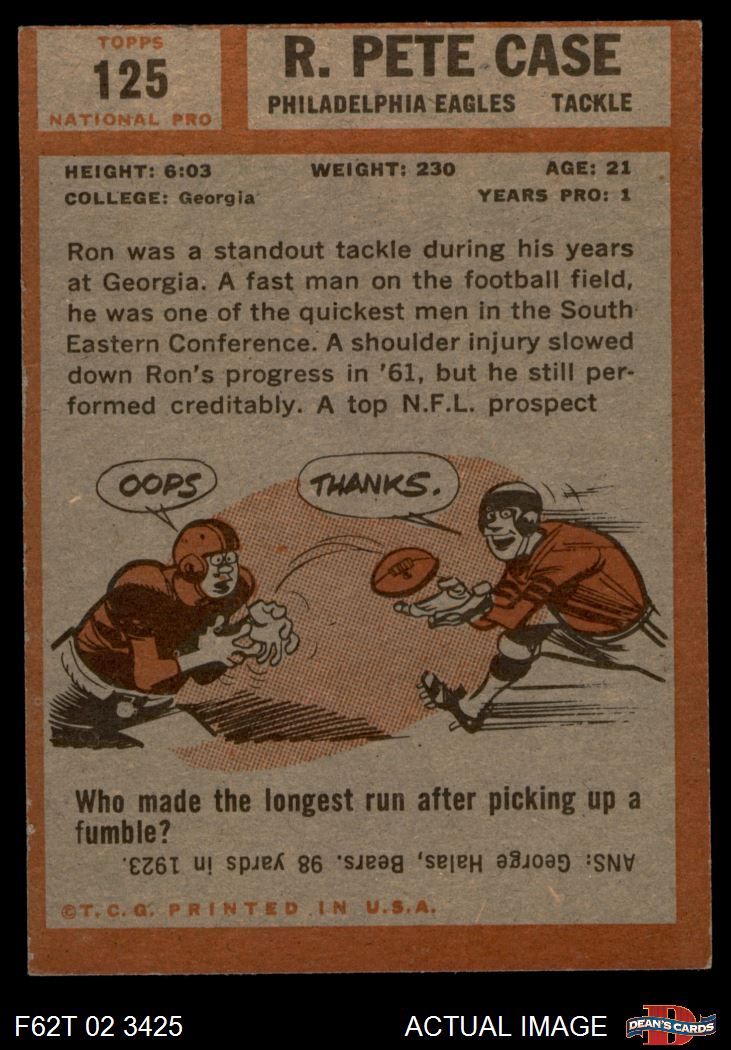 TOPPS
125
NATIONAL PRO
R. PETE CASE
PHILADELPHIA EAGLES TACKLE
HEIGHT: 6:03 WEIGHT: 230 AGE: 21
COLLEGE: Georgia YEARS PRO: 1
Ron was a standout tackle during his years
at Georgia. A fast man on the football field,
he was one of the quickest men in the South
Eastern Conference. A shoulder injury slowed
down Ron's progress in '61, but he still per-
formed creditably. A top N.F.L. prospect
OOPS
THANKS.
Who made the longest run after picking up a
fumble?
ANS: George Halas, Bears. 98 yards in 1923.
©T.C.G. PRINTED IN U.S.A.
F62T 02 3425 ACTUAL IMAGE
D
DEAN'S CARDS